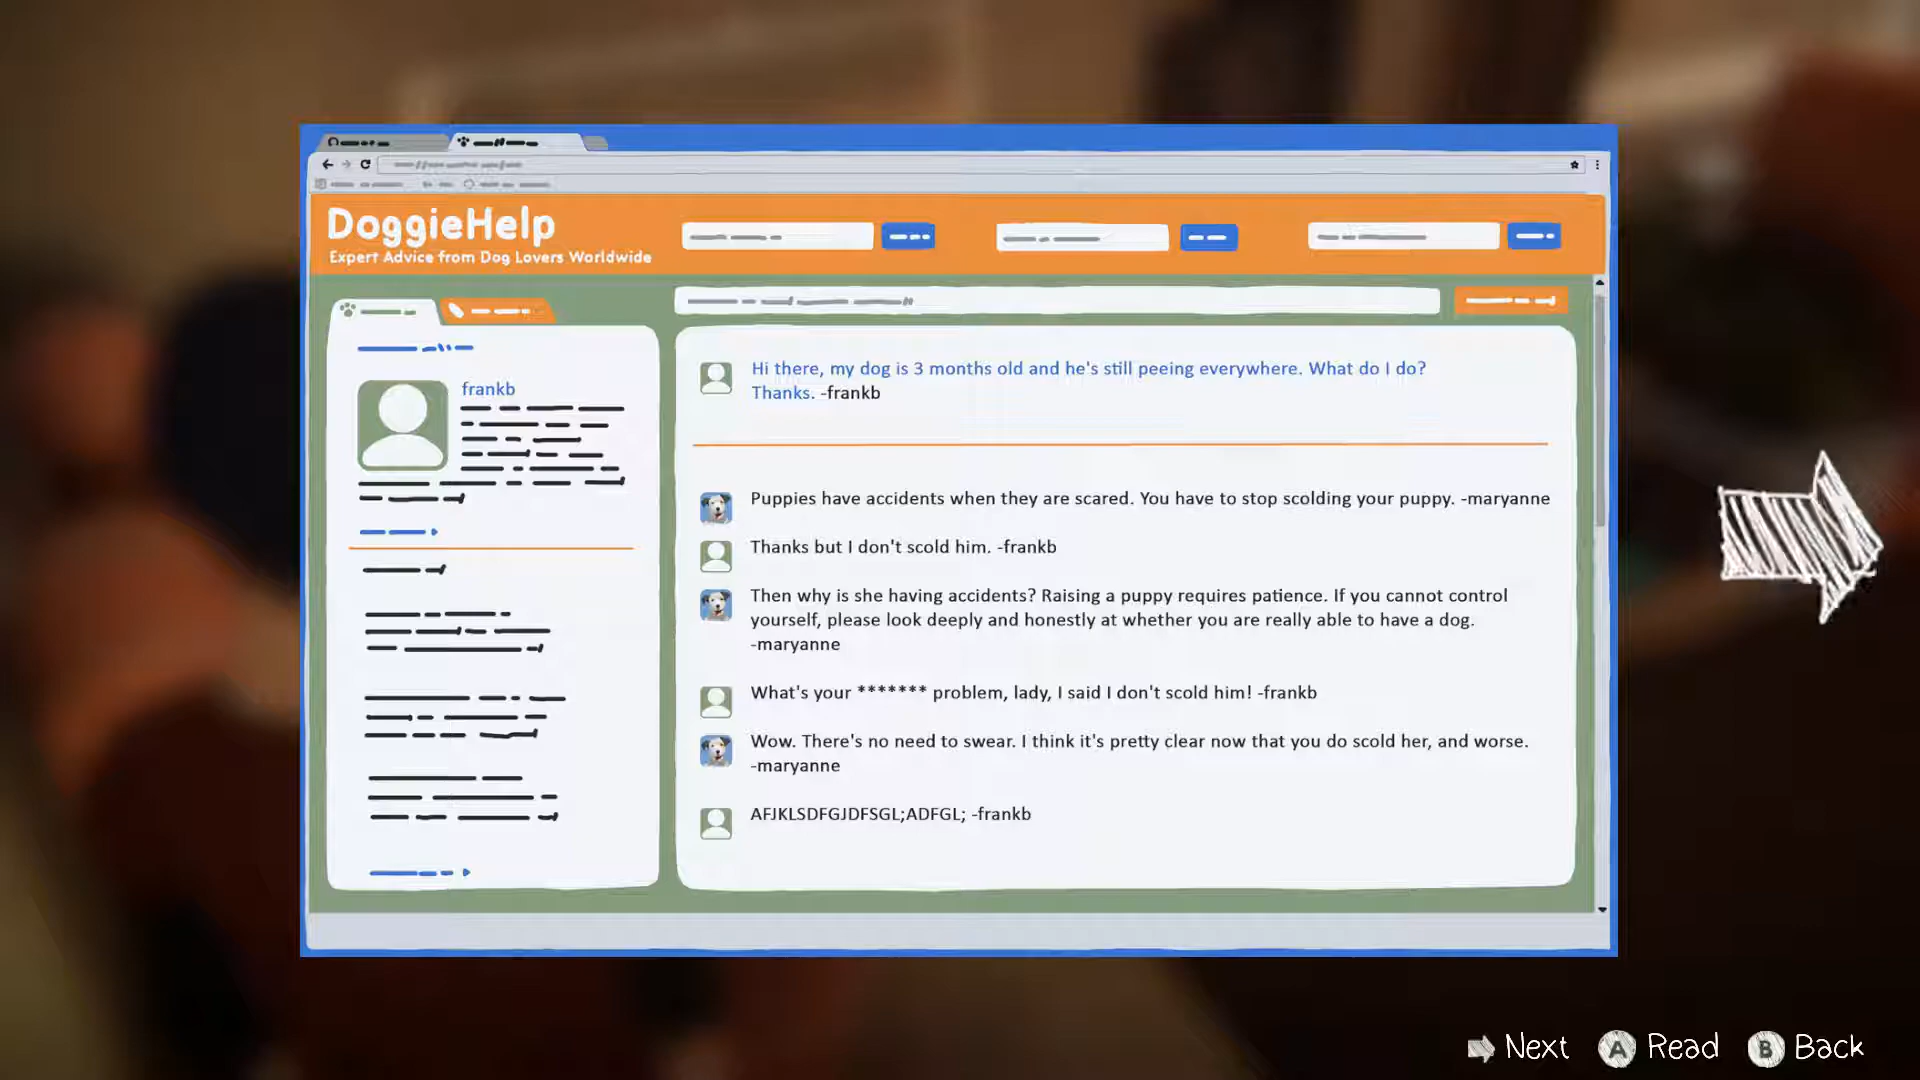 DoggieHelp
Expert Advice from Dog Lovers Worldwide
frankb
Hi there, my dog is 3 months old and he's still peeing everywhere. What do I do?
Thanks. -frankb
Puppies have accidents when they are scared. You have to stop scolding your puppy. -maryanne
Thanks but I don't scold him. -frankb
Then why is she having accidents? Raising a puppy requires patience. If you cannot control
yourself, please look deeply and honestly at whether you are really able to have a dog.
-maryanne
What's your ******* problem, lady, I said I don't scold him! -frankb
Wow. There's no need to swear. I think it's pretty clear now that you do scold her, and worse.
-maryanne
AFJKLSDFGJDFSGL;ADFGL; -frankb
Next A Read B Back